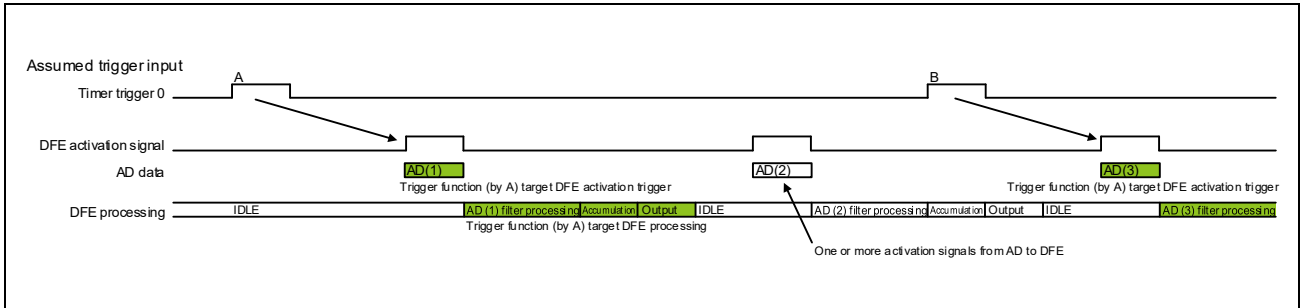 Assumed trigger input
A
B
Timer trigger 0
DFE activation signal
AD data
AD(1)
AD(2)
AD(3)
Trigger function (by A) target DFE activation trigger
Trigger function (by A) target DFE activation trigger
DFE processing
IDLE
AD (1) filter processing
Accumulation
Output
IDLE
AD (2) filter processing
Accumulation
Output
IDLE
AD (3) filter processing
Trigger function (by A) target DFE processing
One or more activation signals from AD to DFE